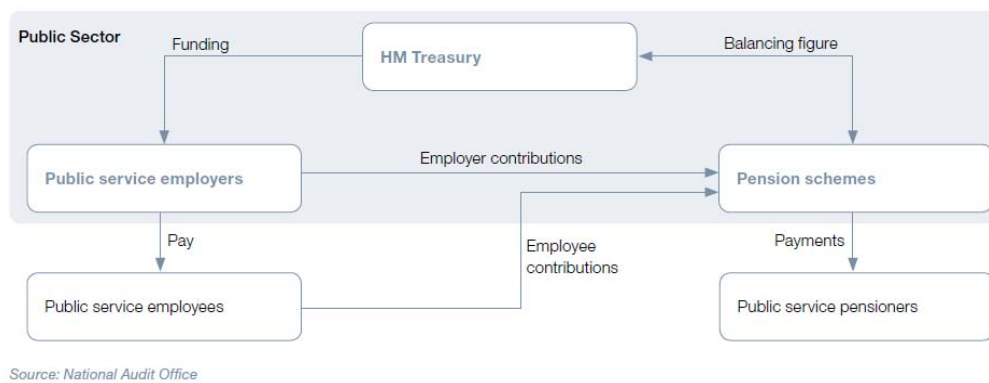 Public Sector
Funding
HM Treasury
Balancing figure
Public service employers
Employer contributions
Pension schemes
Pay
Employee
contributions
Payments
Public service employees
Public service pensioners
Source: National Audit Office